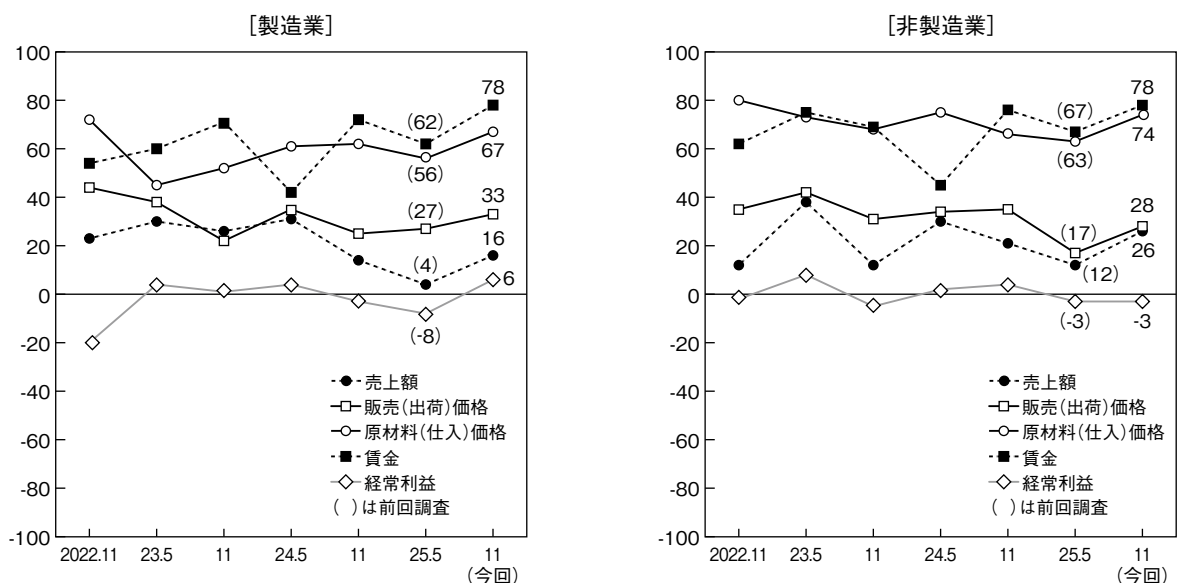 [製造業]
100
80
60
40
20
0
-20
-40
-60
-80
-100
(62)
78
(56)
67
(27)
33
(4)
16
(-8)
6
売上額
販売(出荷)価格
原材料(仕入)価格
賃金
経常利益
( )は前回調査
2022.11 23.5 11 24.5 11 25.5 11
(今回)
[非製造業]
100
80
60
40
20
0
-20
-40
-60
-80
-100
(67)
78
(63)
74
(17)
28
(12)
26
(-3)
-3
売上額
販売(出荷)価格
原材料(仕入)価格
賃金
経常利益
( )は前回調査
2022.11 23.5 11 24.5 11 25.5 11
(今回)